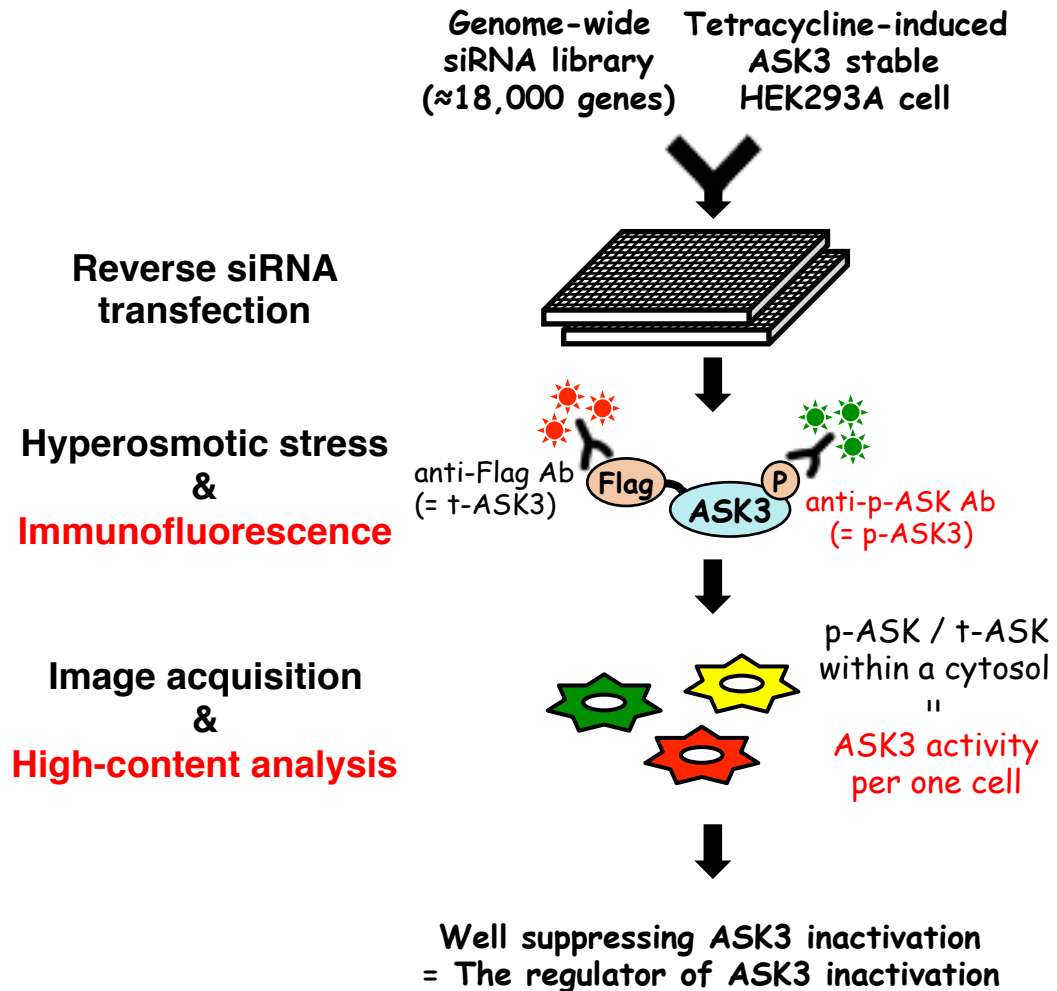 Genome-wide
siRNA library
(≈18,000 genes)
Tetracycline-induced
ASK3 stable
HEK293A cell
Reverse siRNA
transfection
Hyperosmotic stress
&
Immunofluorescence
anti-Flag Ab
(= t-ASK3)
Flag
ASK3
P
anti-p-ASK Ab
(= p-ASK3)
Image acquisition
&
High-content analysis
p-ASK / t-ASK
within a cytosol
=
ASK3 activity
per one cell
Well suppressing ASK3 inactivation
= The regulator of ASK3 inactivation